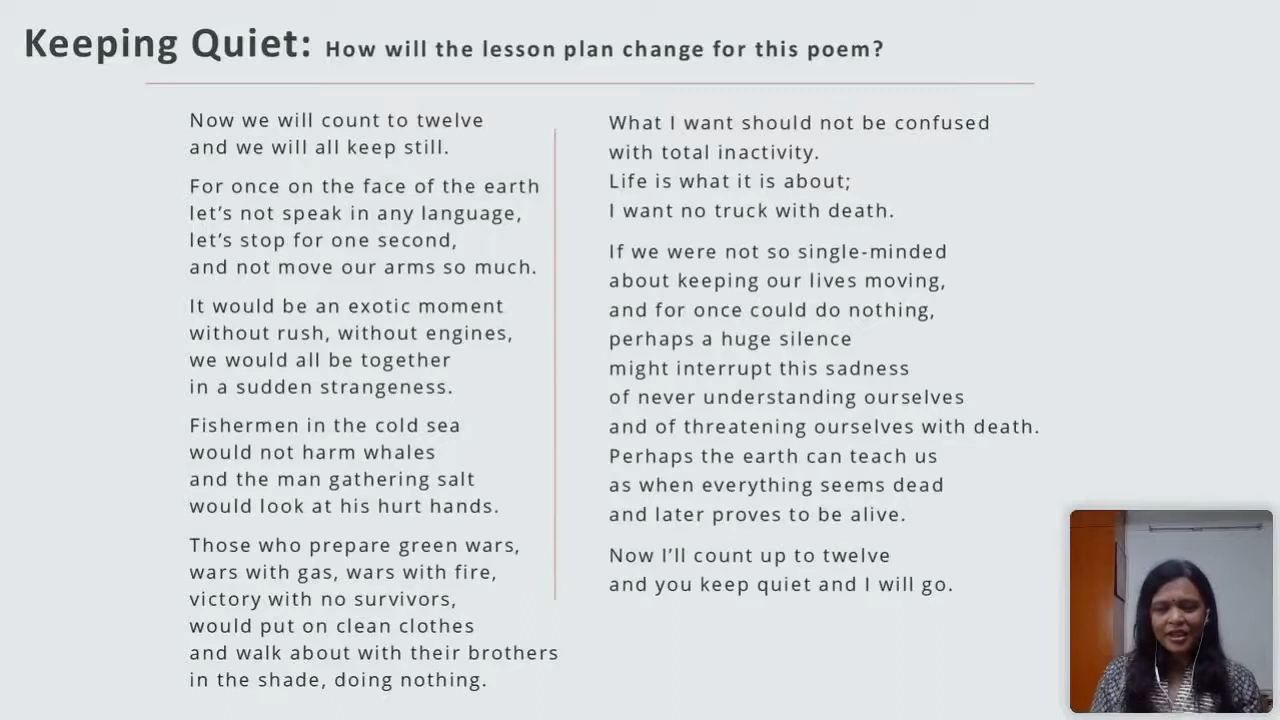 Keeping Quiet: How will the lesson plan change for this poem?
Now we will count to twelve
and we will all keep still.
For once on the face of the earth
let’s not speak in any language,
let’s stop for one second,
and not move our arms so much.
It would be an exotic moment
without rush, without engines,
we would all be together
in a sudden strangeness.
Fishermen in the cold sea
would not harm whales
and the man gathering salt
would look at his hurt hands.
Those who prepare green wars,
wars with gas, wars with fire,
victory with no survivors,
would put on clean clothes
and walk about with their brothers
in the shade, doing nothing.
What I want should not be confused
with total inactivity.
Life is what it is about;
I want no truck with death.
If we were not so single-minded
about keeping our lives moving,
and for once could do nothing,
perhaps a huge silence
might interrupt this sadness
of never understanding ourselves
and of threatening ourselves with death.
Perhaps the earth can teach us
as when everything seems dead
and later proves to be alive.
Now I’ll count up to twelve
and you keep quiet and I will go.